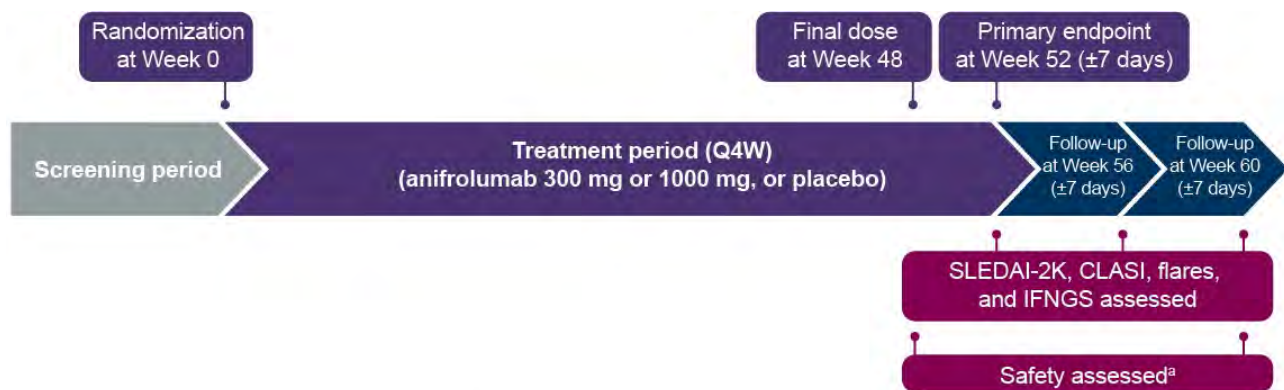 Randomization
at Week 0
Final dose
at Week 48
Primary endpoint
at Week 52 (±7 days)
Screening period
Treatment period (Q4W)
(anifrolumab 300 mg or 1000 mg, or placebo)
Follow-up
at Week 56
(±7 days)
Follow-up
at Week 60
(±7 days)
SLEDAI-2K, CLASI, flares,
and IFNGS assessed
Safety assessedᵃ